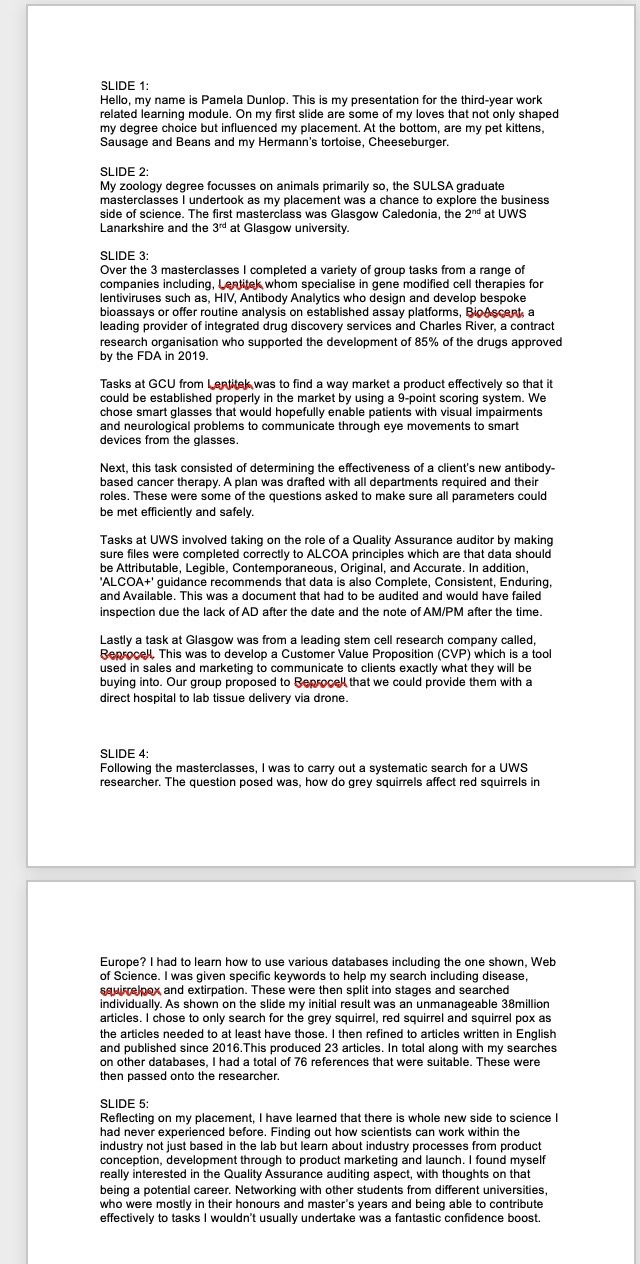 SLIDE 1:
Hello, my name is Pamela Dunlop. This is my presentation for the third-year work
related learning module. On my first slide are some of my loves that not only shaped
my degree choice but influenced my placement. At the bottom, are my pet kittens,
Sausage and Beans and my Hermann’s tortoise, Cheeseburger.
SLIDE 2:
My zoology degree focusses on animals primarily so, the SULSA graduate
masterclasses I undertook as my placement was a chance to explore the business
side of science. The first masterclass was Glasgow Caledonia, the 2nd at UWS
Lanarkshire and the 3rd at Glasgow university.
SLIDE 3:
Over the 3 masterclasses I completed a variety of group tasks from a range of
companies including, Lentitek whom specialise in gene modified cell therapies for
lentiviruses such as, HIV, Antibody Analytics who design and develop bespoke
bioassays or offer routine analysis on established assay platforms, BioAscent, a
leading provider of integrated drug discovery services and Charles River, a contract
research organisation who supported the development of 85% of the drugs approved
by the FDA in 2019.
Tasks at GCU from Lentitek was to find a way market a product effectively so that it
could be established properly in the market by using a 9-point scoring system. We
chose smart glasses that would hopefully enable patients with visual impairments
and neurological problems to communicate through eye movements to smart
devices from the glasses.
Next, this task consisted of determining the effectiveness of a client’s new antibody-
based cancer therapy. A plan was drafted with all departments required and their
roles. These were some of the questions asked to make sure all parameters could
be met efficiently and safely.
Tasks at UWS involved taking on the role of a Quality Assurance auditor by making
sure files were completed correctly to ALCOA principles which are that data should
be Attributable, Legible, Contemporaneous, Original, and Accurate. In addition,
'ALCOA+' guidance recommends that data is also Complete, Consistent, Enduring,
and Available. This was a document that had to be audited and would have failed
inspection due the lack of AD after the date and the note of AM/PM after the time.
Lastly a task at Glasgow was from a leading stem cell research company called,
Reprocell. This was to develop a Customer Value Proposition (CVP) which is a tool
used in sales and marketing to communicate to clients exactly what they will be
buying into. Our group proposed to Reprocell that we could provide them with a
direct hospital to lab tissue delivery via drone.
SLIDE 4:
Following the masterclasses, I was to carry out a systematic search for a UWS
researcher. The question posed was, how do grey squirrels affect red squirrels in
Europe? I had to learn how to use various databases including the one shown, Web
of Science. I was given specific keywords to help my search including disease,
squirrelpox and extirpation. These were then split into stages and searched
individually. As shown on the slide my initial result was an unmanageable 38million
articles. I chose to only search for the grey squirrel, red squirrel and squirrel pox as
the articles needed to at least have those. I then refined to articles written in English
and published since 2016.This produced 23 articles. In total along with my searches
on other databases, I had a total of 76 references that were suitable. These were
then passed onto the researcher.
SLIDE 5:
Reflecting on my placement, I have learned that there is whole new side to science I
had never experienced before. Finding out how scientists can work within the
industry not just based in the lab but learn about industry processes from product
conception, development through to product marketing and launch. I found myself
really interested in the Quality Assurance auditing aspect, with thoughts on that
being a potential career. Networking with other students from different universities,
who were mostly in their honours and master’s years and being able to contribute
effectively to tasks I wouldn’t usually undertake was a fantastic confidence boost.